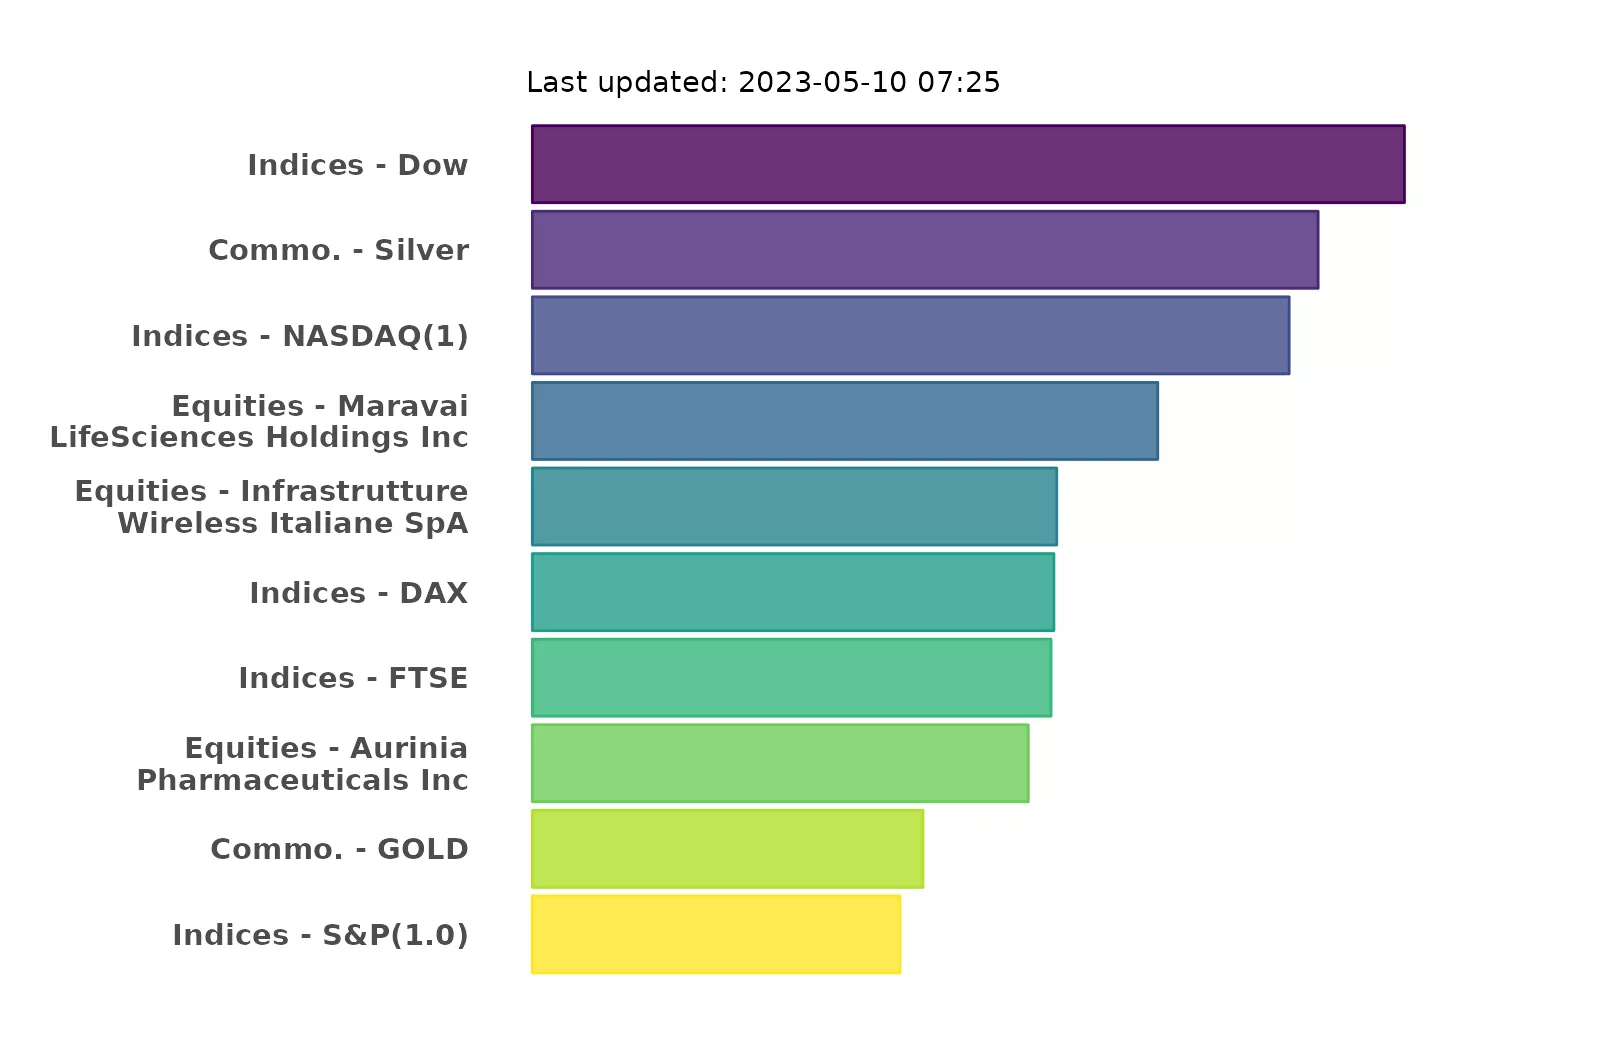 Last updated: 2023-05-10 07:25
Indices - Dow
Commo. - Silver
Indices - NASDAQ(1)
Equities - Maravai
LifeSciences Holdings Inc
Equities - Infrastrutture
Wireless Italiane SpA
Indices - DAX
Indices - FTSE
Equities - Aurinia
Pharmaceuticals Inc
Commo. - GOLD
Indices - S&P(1.0)